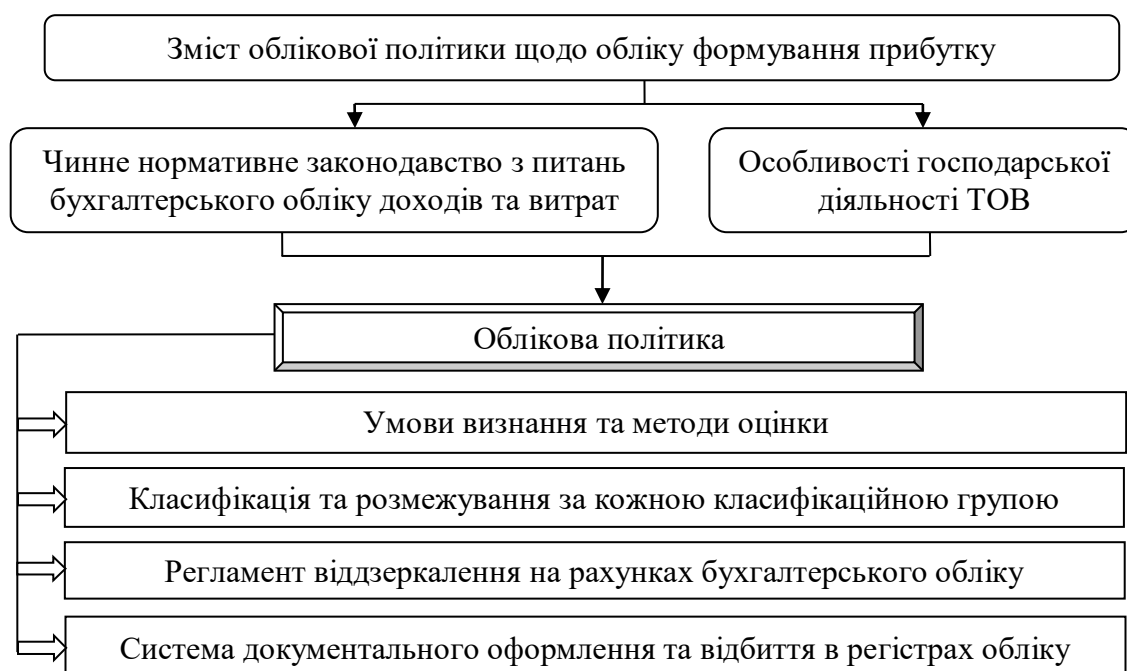 Зміст облікової політики щодо обліку формування прибутку
Чинне нормативне законодавство з питань
бухгалтерського обліку доходів та витрат
Особливості господарської
діяльності ТОВ
Облікова політика
Умови визнання та методи оцінки
Класифікація та розмежування за кожною класифікаційною групою
Регламент віддзеркалення на рахунках бухгалтерського обліку
Система документального оформлення та відбиття в регістрах обліку